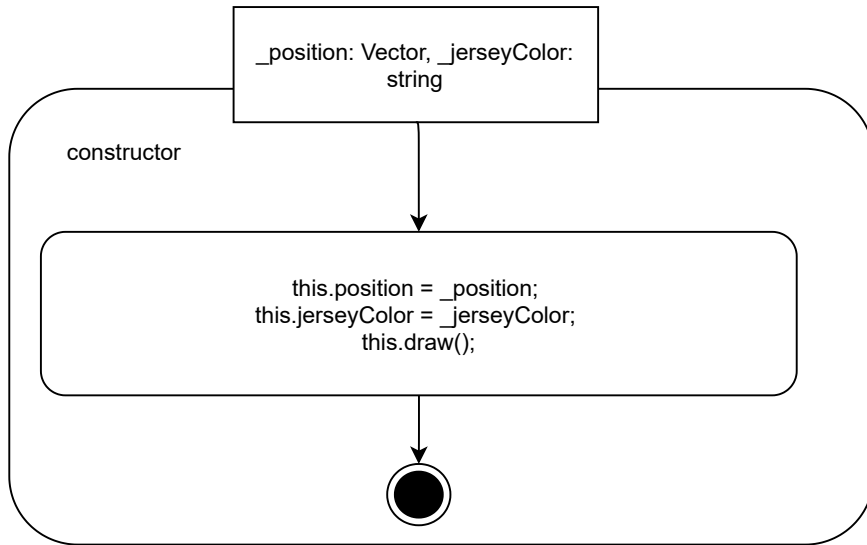 _position: Vector, _jerseyColor:
string
constructor
this.position = _position;
this.jerseyColor = _jerseyColor;
this.draw();